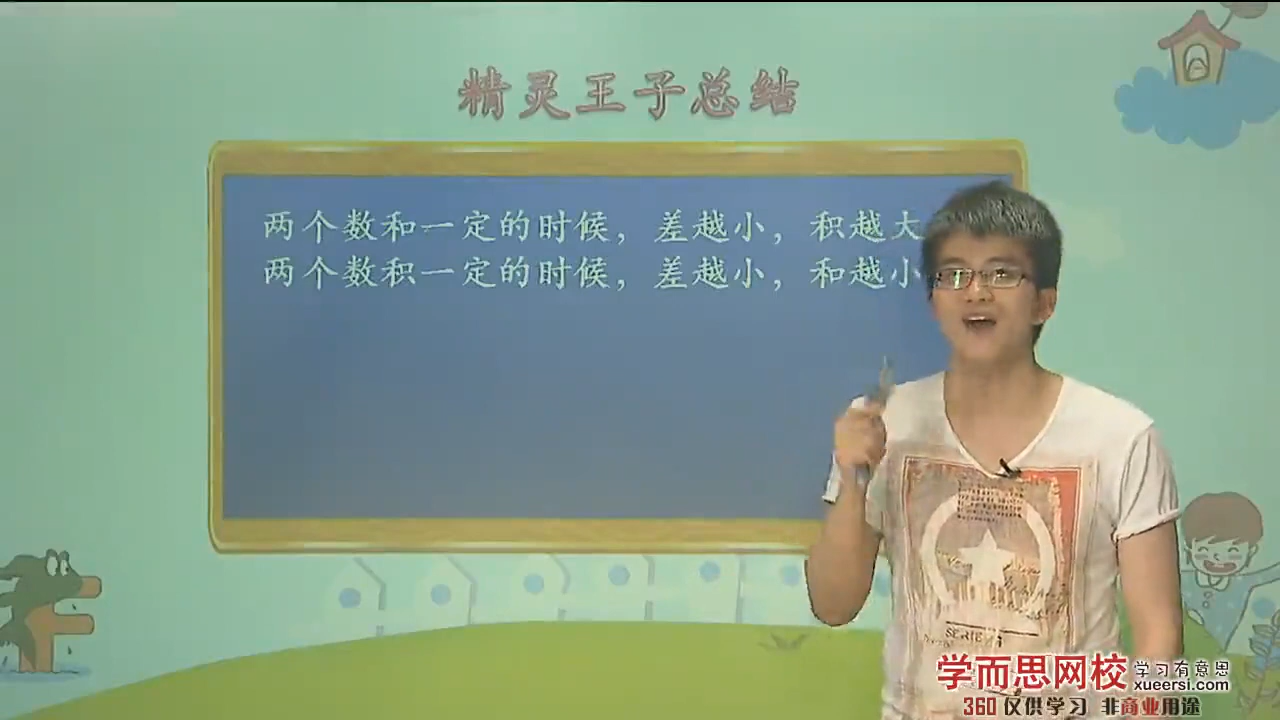 精灵王子总结
两个数和一定的时候，差越小，积越大
两个数积一定的时候，差越小，和越小
SERIE
学而思网校 学习有意思
xueersi.com
360 仅供学习 非商业用途